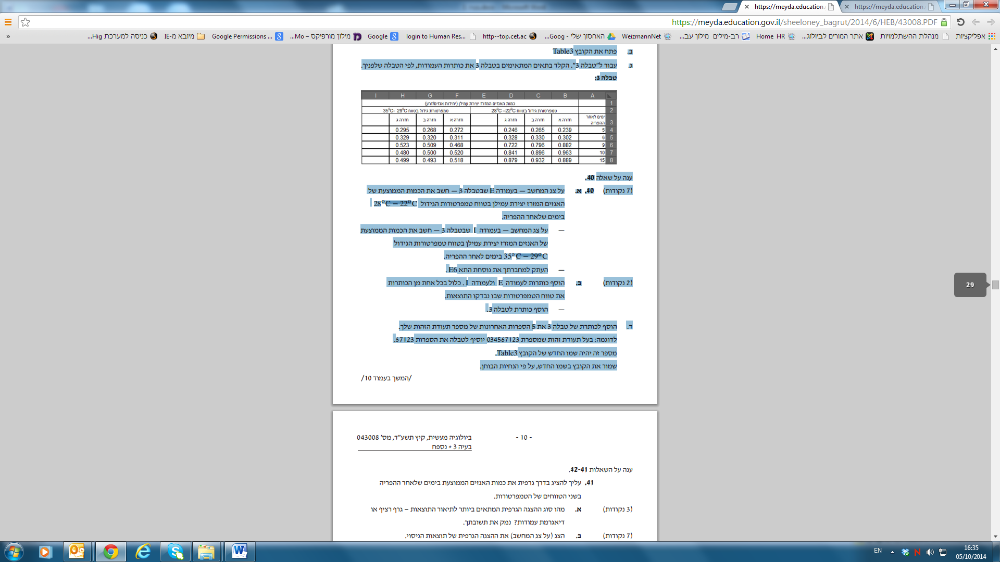 https://meyda.education.
https://meyda.education.
https://meyda.education.gov.il/sheeloney_bagrut/2014/6/HEB/43008.PDF
אפליקציות
מנהלת ההשתלמויות
אתר המורים לביולוג...
Home HR
רב-מילים מילון עב...
WeizmannNet
האחסון שלי - Goog...
http--top.cet.ac
login to Human Res...
Google
מילון מורפיקס – Mo...
Google Permissions ...
מיובא מ-IE
כניסה למערכת Hig...
»
ב. פתח את הקובץ Table3
ג. עבור ל"טבלה 3". הקלד בתאים המתאימים בטבלה 3 את כותרות העמודות, לפי הטבלה שלפניך.
טבלה 3:
A B C D E F G H I
1 כמות האנזים המזרז יצירת עמילן (יחידות אנזים/זרע)
2 טמפרטורת גידול בטווח 22⁰C – 28⁰C טמפרטורת גידול בטווח 29⁰C - 35⁰C
3 ימים לאחר ההפריה חזרה א חזרה ב חזרה ג חזרה א חזרה ב חזרה ג
4 5 0.239 0.265 0.246 0.272 0.268 0.295
5 6 0.302 0.330 0.328 0.311 0.320 0.329
6 9 0.882 0.796 0.722 0.468 0.509 0.523
7 10 0.963 0.896 0.841 0.520 0.500 0.480
8 15 0.889 0.932 0.879 0.518 0.493 0.499
ענה על שאלה 40.
(7 נקודות) 40. א. על צג המחשב — בעמודה E שבטבלה 3 — חשב את הכמות הממוצעת של
האנזים המזרז יצירת עמילן בטווח טמפרטורות הגידול 28⁰C – 22⁰C
בימים שלאחר ההפריה.
— על צג המחשב — בעמודה I שבטבלה 3 — חשב את הכמות הממוצעת
של האנזים המזרז יצירת עמילן בטווח טמפרטורות הגידול
35⁰C – 29⁰C בימים לאחר ההפריה.
— העתק למחברתך את נוסחת התא E6.
(2 נקודות) ב. הוסף כותרות לעמודה E ולעמודה I. כלול בכל אחת מן הכותרות
את טווח הטמפרטורות שבו נבדקו התוצאות.
— הוסף כותרת לטבלה 3.
ד. הוסף לכותרת של טבלה 3 את 5 הספרות האחרונות של מספר תעודת הזהות שלך.
לדוגמה: בעל תעודת זהות שמספרת 034567123 יוסיף לטבלה את הספרות 67123.
מספר זה יהיה שמו החדש של הקובץ Table3.
שמור את הקובץ בשמו החדש, על פי הנחיות הבוחן.
/המשך בעמוד 10/
29
- 10 - ביולוגיה מעשית, קיץ תשע"ד, מס' 043008
בעיה 3 + נספח
ענה על השאלות 42-41.
41. עליך להציג בדרך גרפית את כמות האנזים הממוצעת בימים שלאחר ההפריה
בשני הטווחים של הטמפרטורות.
(3 נקודות) א. מהו סוג ההצגה הגרפית המתאים ביותר לתיאור התוצאות – גרף רציף או
דיאגרמת עמודות? נמק את תשובתך.
(7 נקודות) ב. הצג (על צג המחשב) את ההצגה הגרפית של תוצאות הניסוי.
EN
16:35
05/10/2014